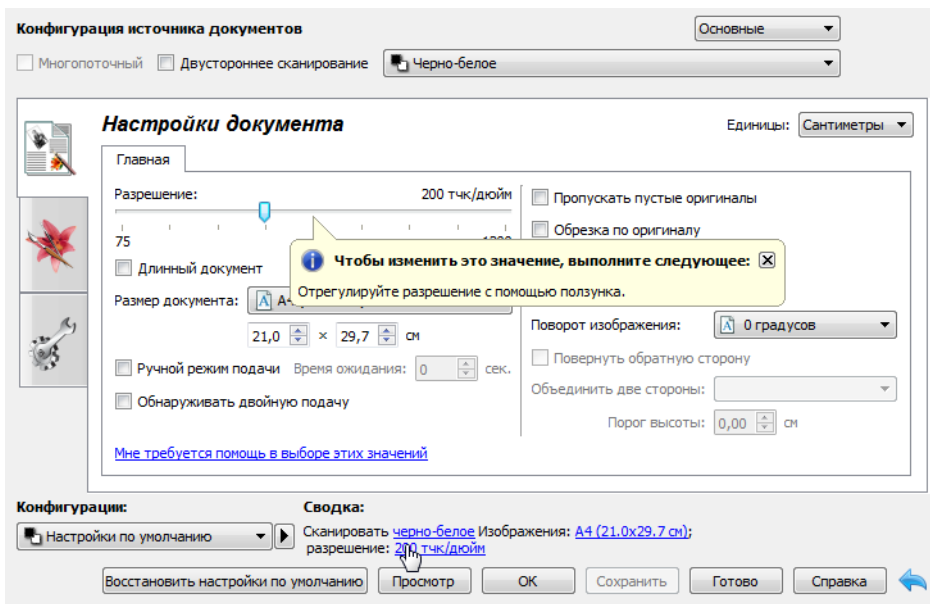 Конфигурация источника документов
Основные
Многопоточный
Двустороннее сканирование
Черно-белое
Настройки документа
Единицы: Сантиметры
Главная
Разрешение: 200 тчк/дюйм
75
Пропускать пустые оригиналы
Обрезка по оригиналу
Чтобы изменить это значение, выполните следующее:
Отрегулируйте разрешение с помощью ползунка.
Длинный документ
Размер документа:
21,0 × 29,7 см
Ручной режим подачи Время ожидания: 0 сек.
Обнаруживать двойную подачу
Поворот изображения: 0 градусов
Повернуть обратную сторону
Объединить две стороны:
Порог высоты: 0,00 см
Мне требуется помощь в выборе этих значений
Конфигурации:
Настройки по умолчанию
Сводка:
Сканировать черно-белое Изображения: A4 (21.0x29.7 см);
разрешение: 200 тчк/дюйм
Восстановить настройки по умолчанию
Просмотр
OK
Сохранить
Готово
Справка